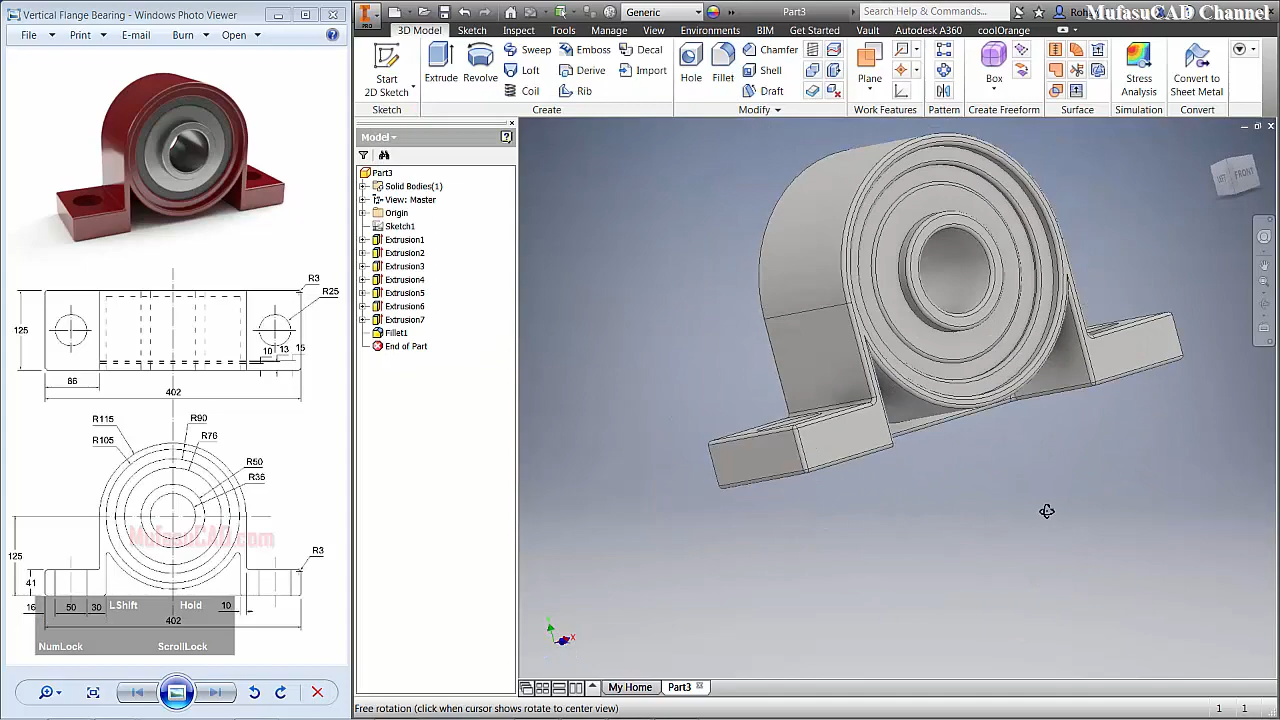 Vertical Flange Bearing - Windows Photo Viewer
File Print E-mail Burn Open
R3
R25
125
10 13 15
86
402
R115
R90
R105
R76
R50
R36
MufasuCAD.com
125
R3
41
16 50 30 10
402
LShift Hold
NumLock ScrollLock
PRO
Generic
Part3
Search Help & Commands...
Roh
MufasuCAD Channel
3D Model Sketch Inspect Tools Manage Environments BIM Get Started Vault Autodesk A360 coolOrange
Start
2D Sketch
Extrude
Revolve
Sweep Emboss Decal
Loft Derive Import
Coil Rib
Hole
Fillet
Chamfer
Shell
Draft
Plane
Box
Stress
Analysis
Convert to
Sheet Metal
Sketch Create Modify Work Features Pattern Create Freeform Surface Simulation Convert
Model
Part3
Solid Bodies(1)
View: Master
Origin
Sketch1
Extrusion1
Extrusion2
Extrusion3
Extrusion4
Extrusion5
Extrusion6
Extrusion7
Fillet1
End of Part
LEFT FRONT
Y
X
My Home Part3
Free rotation (click when cursor shows rotate to center view)
1 1